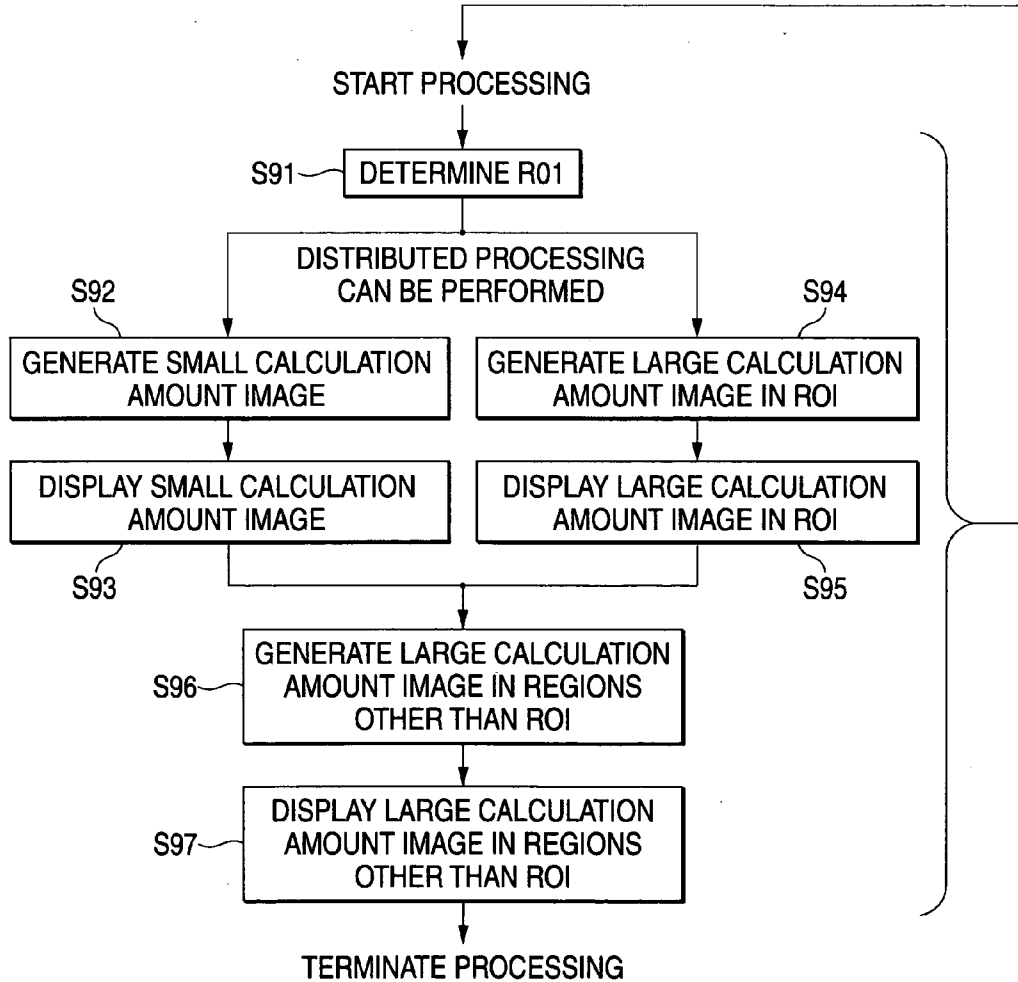 START PROCESSING
S91
DETERMINE R01
DISTRIBUTED PROCESSING
CAN BE PERFORMED
S92
S94
GENERATE SMALL CALCULATION
AMOUNT IMAGE
GENERATE LARGE CALCULATION
AMOUNT IMAGE IN ROI
DISPLAY SMALL CALCULATION
AMOUNT IMAGE
DISPLAY LARGE CALCULATION
AMOUNT IMAGE IN ROI
S93
S95
S96
GENERATE LARGE CALCULATION
AMOUNT IMAGE IN REGIONS
OTHER THAN ROI
S97
DISPLAY LARGE CALCULATION
AMOUNT IMAGE IN REGIONS
OTHER THAN ROI
TERMINATE PROCESSING